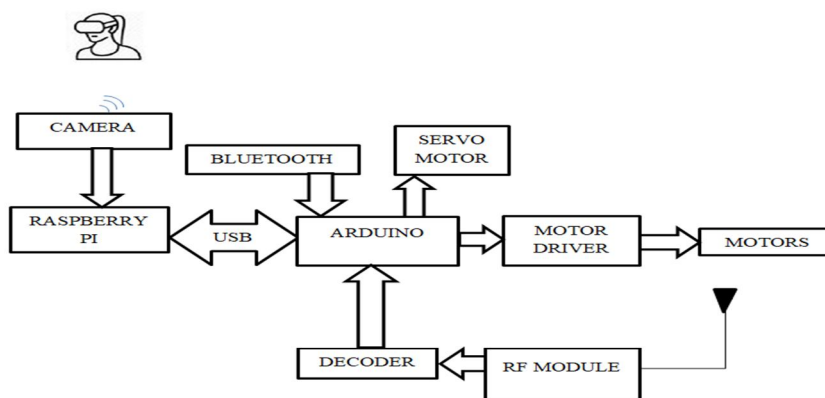 CAMERA
BLUETOOTH
SERVO
MOTOR
RASPBERRY
PI
USB
ARDUINO
MOTOR
DRIVER
MOTORS
DECODER
RF MODULE